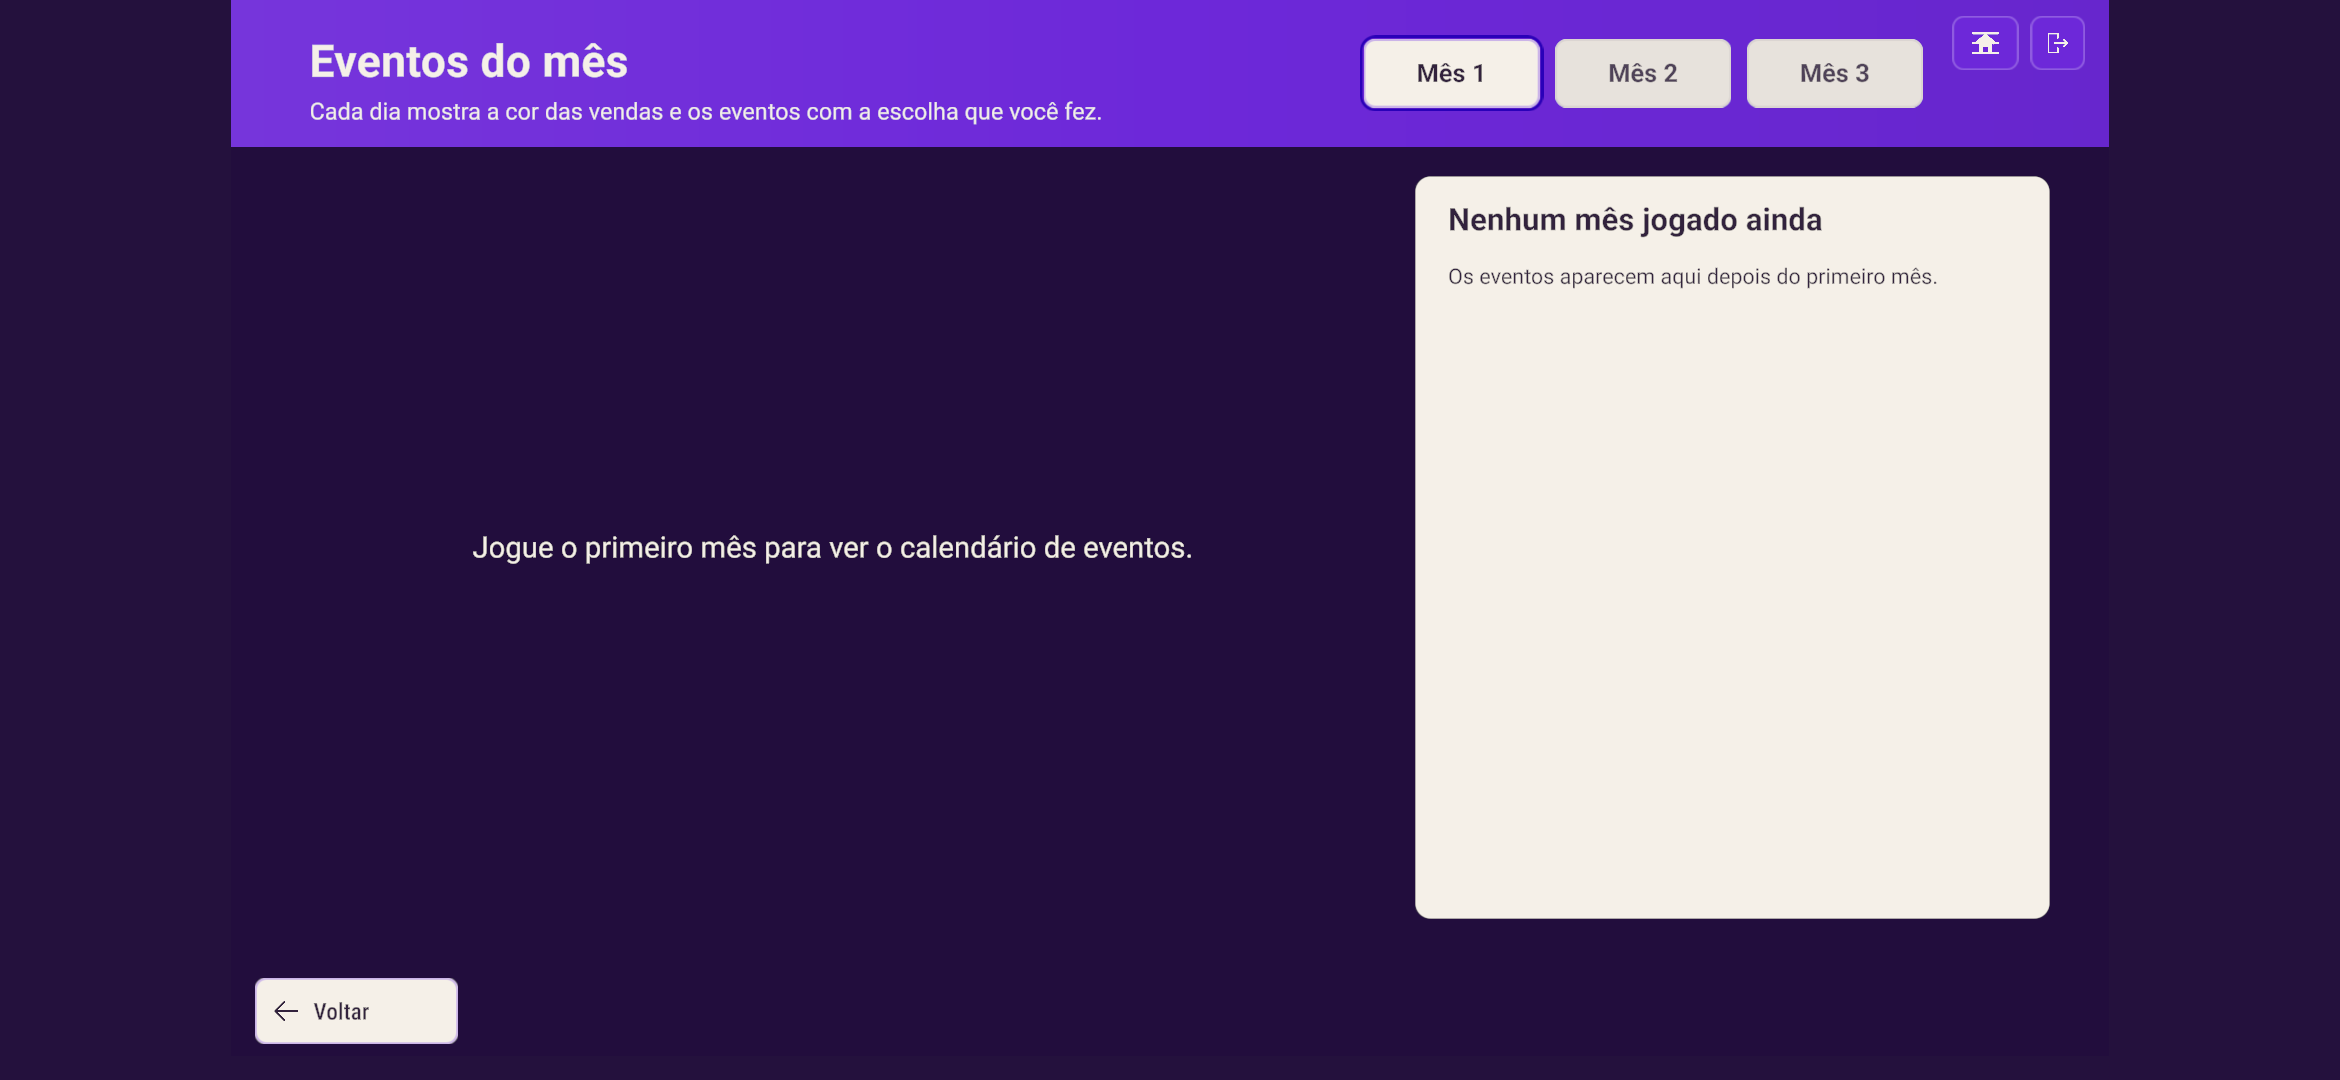 Eventos do mês
Cada dia mostra a cor das vendas e os eventos com a escolha que você fez.
Mês 1
Mês 2
Mês 3
Nenhum mês jogado ainda
Os eventos aparecem aqui depois do primeiro mês.
Jogue o primeiro mês para ver o calendário de eventos.
Voltar